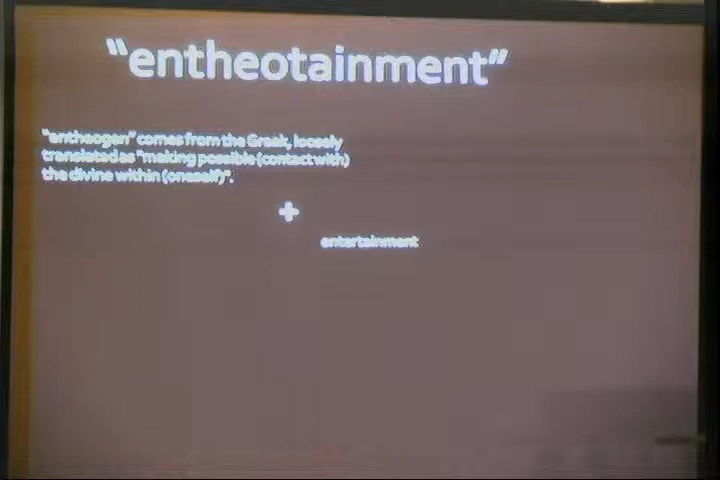 “entheotainment”
"entheogen" comes from the Greek, loosely
translated as "making possible (contact with)
the divine within (oneself)".
+
entertainment